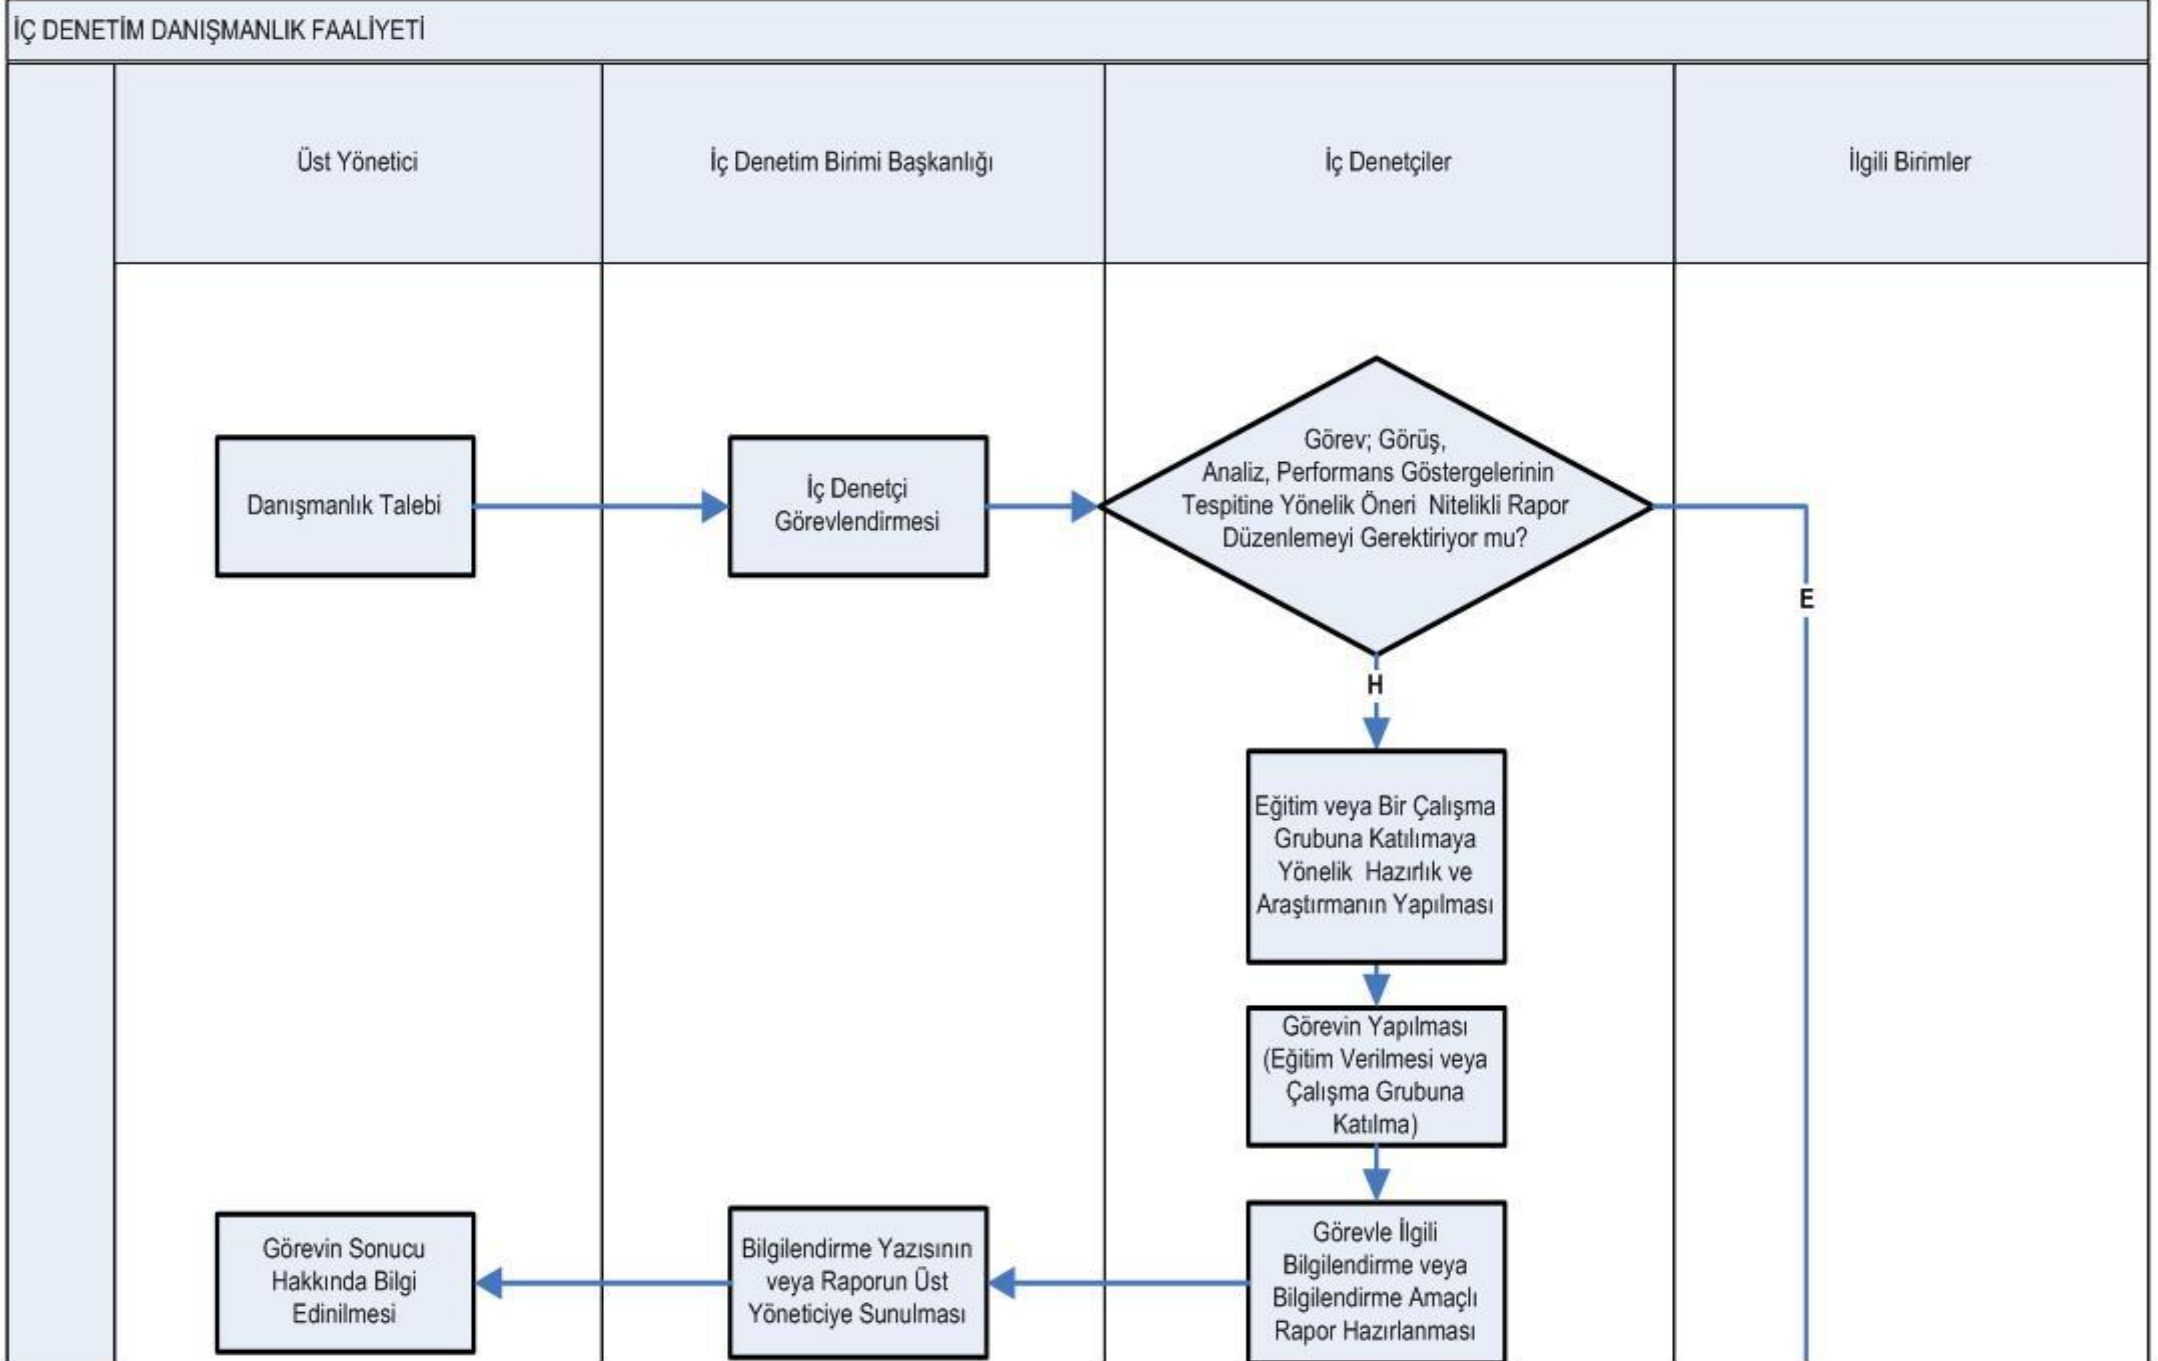 İÇ DENETİM DANIŞMANLIK FAALİYETİ
Üst Yönetici
İç Denetim Birimi Başkanlığı
İç Denetçiler
İlgili Birimler
Danışmanlık Talebi
İç Denetçi
Görevlendirmesi
Görev; Görüş,
Analiz, Performans Göstergelerinin
Tespitine Yönelik Öneri Nitelikli Rapor
Düzenlemeyi Gerektiriyor mu?
E
H
Eğitim veya Bir Çalışma
Grubuna Katılımaya
Yönelik Hazırlık ve
Araştırmanın Yapılması
Görevin Yapılması
(Eğitim Verilmesi veya
Çalışma Grubuna
Katılma)
Görevle İlgili
Bilgilendirme veya
Bilgilendirme Amaçlı
Rapor Hazırlanması
Bilgilendirme Yazısının
veya Raporun Üst
Yöneticiye Sunulması
Görevin Sonucu
Hakkında Bilgi
Edinilmesi